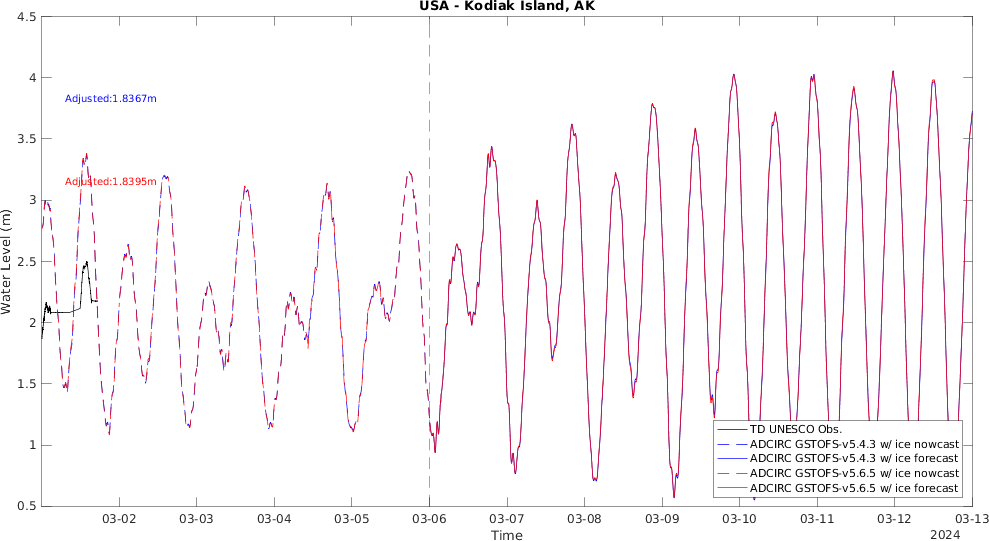 USA - Kodiak Island, AK
4.5
4
3.5
3
2.5
2
1.5
1
0.5
Water Level (m)
Adjusted:1.8367m
Adjusted:1.8395m
TD UNESCO Obs.
ADCIRC GSTOFS-v5.4.3 w/ ice nowcast
ADCIRC GSTOFS-v5.4.3 w/ ice forecast
ADCIRC GSTOFS-v5.6.5 w/ ice nowcast
ADCIRC GSTOFS-v5.6.5 w/ ice forecast
03-02 03-03 03-04 03-05 03-06 03-07 03-08 03-09 03-10 03-11 03-12 03-13
Time
2024